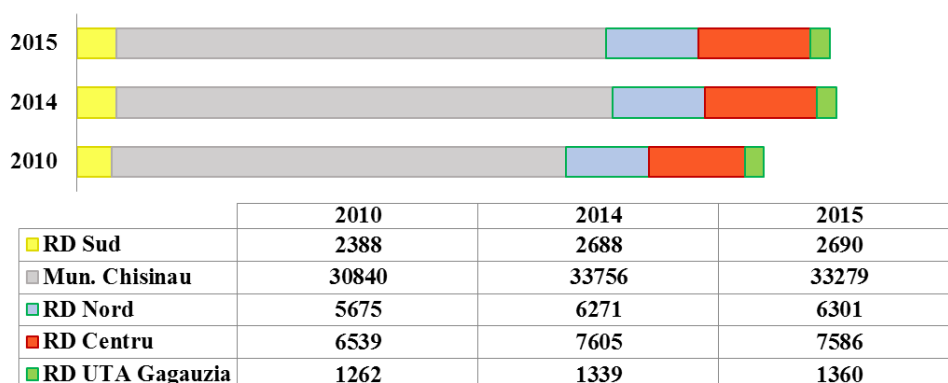 2015
2014
2010
2010 2014 2015
RD Sud 2388 2688 2690
Mun. Chisinau 30840 33756 33279
RD Nord 5675 6271 6301
RD Centru 6539 7605 7586
RD UTA Gagauzia 1262 1339 1360